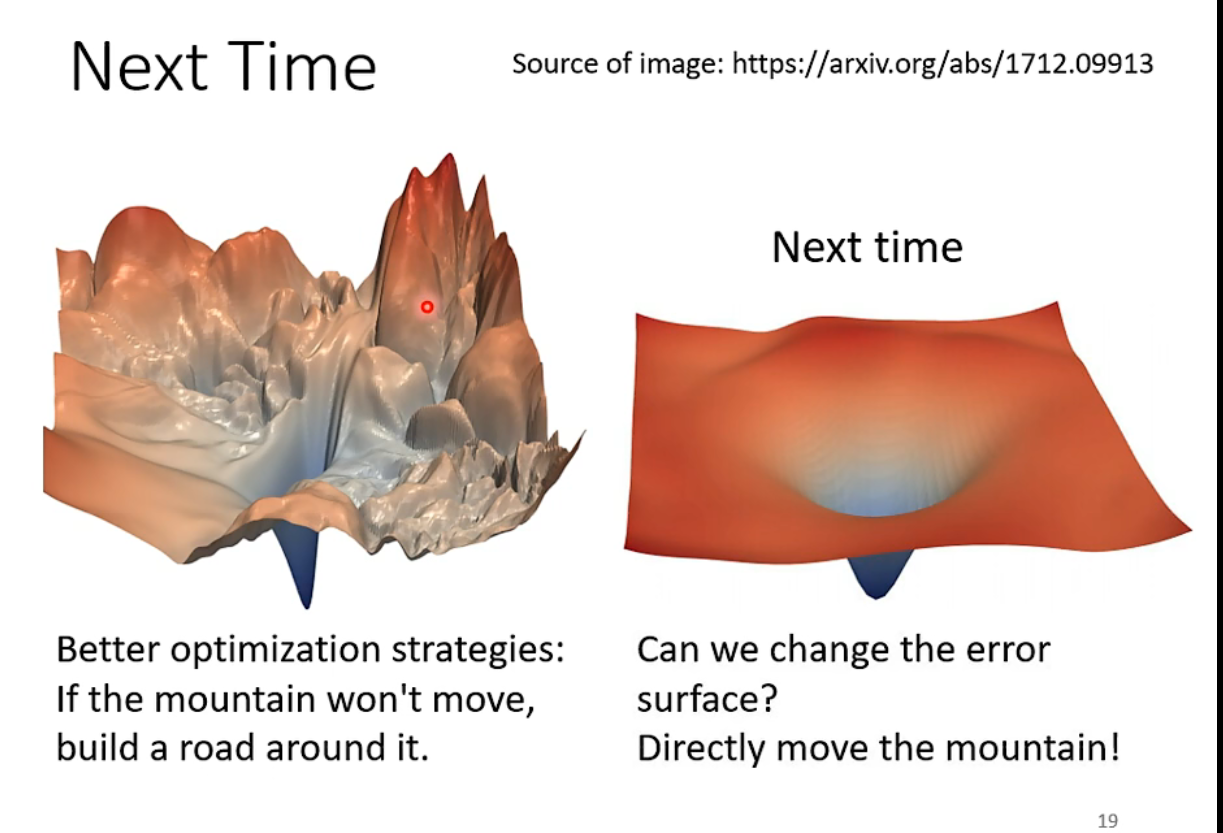 Next Time
Source of image: https://arxiv.org/abs/1712.09913
Next time
Better optimization strategies:
If the mountain won't move,
build a road around it.
Can we change the error
surface?
Directly move the mountain!
19